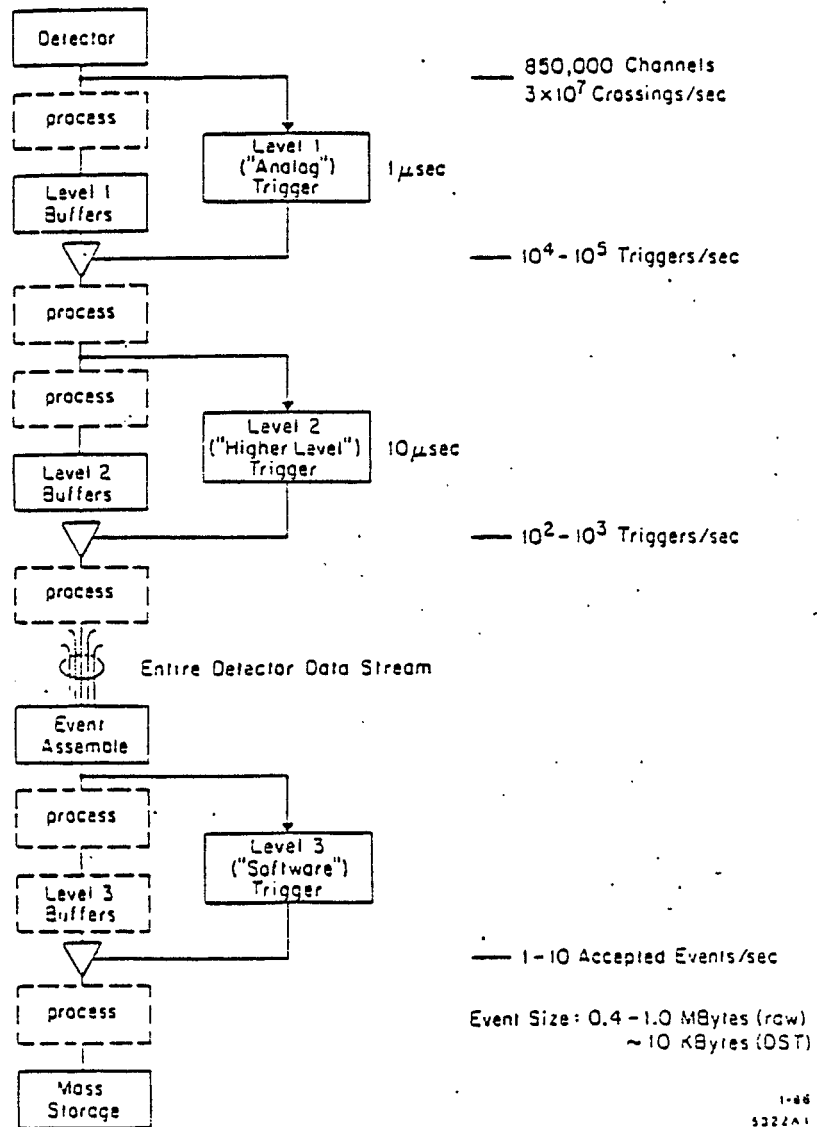 Detector
850,000 Channels
3×10⁷ Crossings/sec
process
Level 1
("Analog")
Trigger
1 μsec
Level 1
Buffers
10⁴ - 10⁵ Triggers/sec
process
process
Level 2
("Higher Level")
Trigger
10 μsec
Level 2
Buffers
10² - 10³ Triggers/sec
process
Entire Detector Data Stream
Event
Assemble
process
Level 3
("Software")
Trigger
Level 3
Buffers
1-10 Accepted Events/sec
process
Event Size: 0.4 - 1.0 MBytes (raw)
~ 10 KBytes (DST)
Mass
Storage
1-86
5322A1